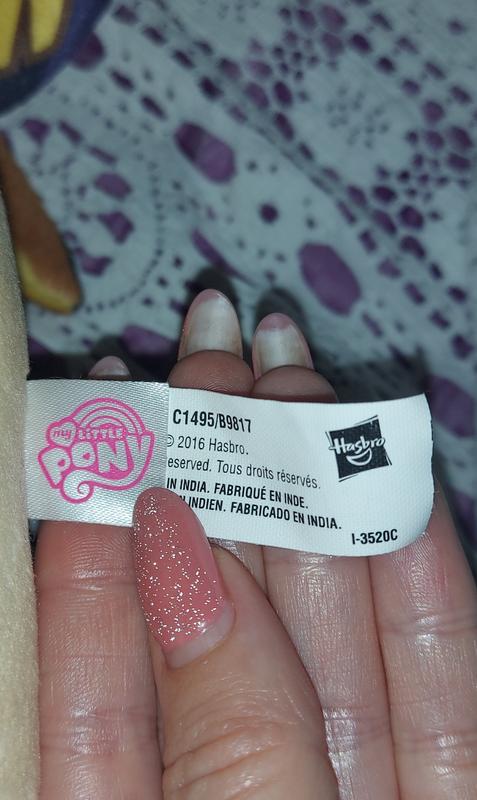 my LITTLE
PONY
C1495/B9817
© 2016 Hasbro.
eserved. Tous droits réservés.
IN INDIA. FABRIQUÉ EN INDE.
INDIEN. FABRICADO EN INDIA.
Hasbro
I-3520C